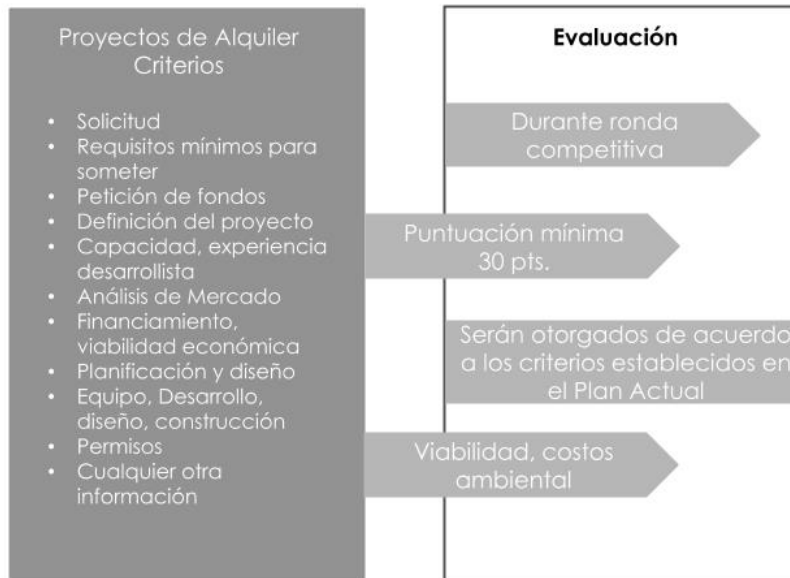 Proyectos de Alquiler
Criterios
• Solicitud
• Requisitos mínimos para
someter
• Petición de fondos
• Definición del proyecto
• Capacidad, experiencia
desarrollista
• Análisis de Mercado
• Financiamiento,
viabilidad económica
• Planificación y diseño
• Equipo, Desarrollo,
diseño, construcción
• Permisos
• Cualquier otra
información
Evaluación
Durante ronda
competitiva
Puntuación mínima
30 pts.
Serán otorgados de acuerdo
a los criterios establecidos en
el Plan Actual
Viabilidad, costos
ambiental